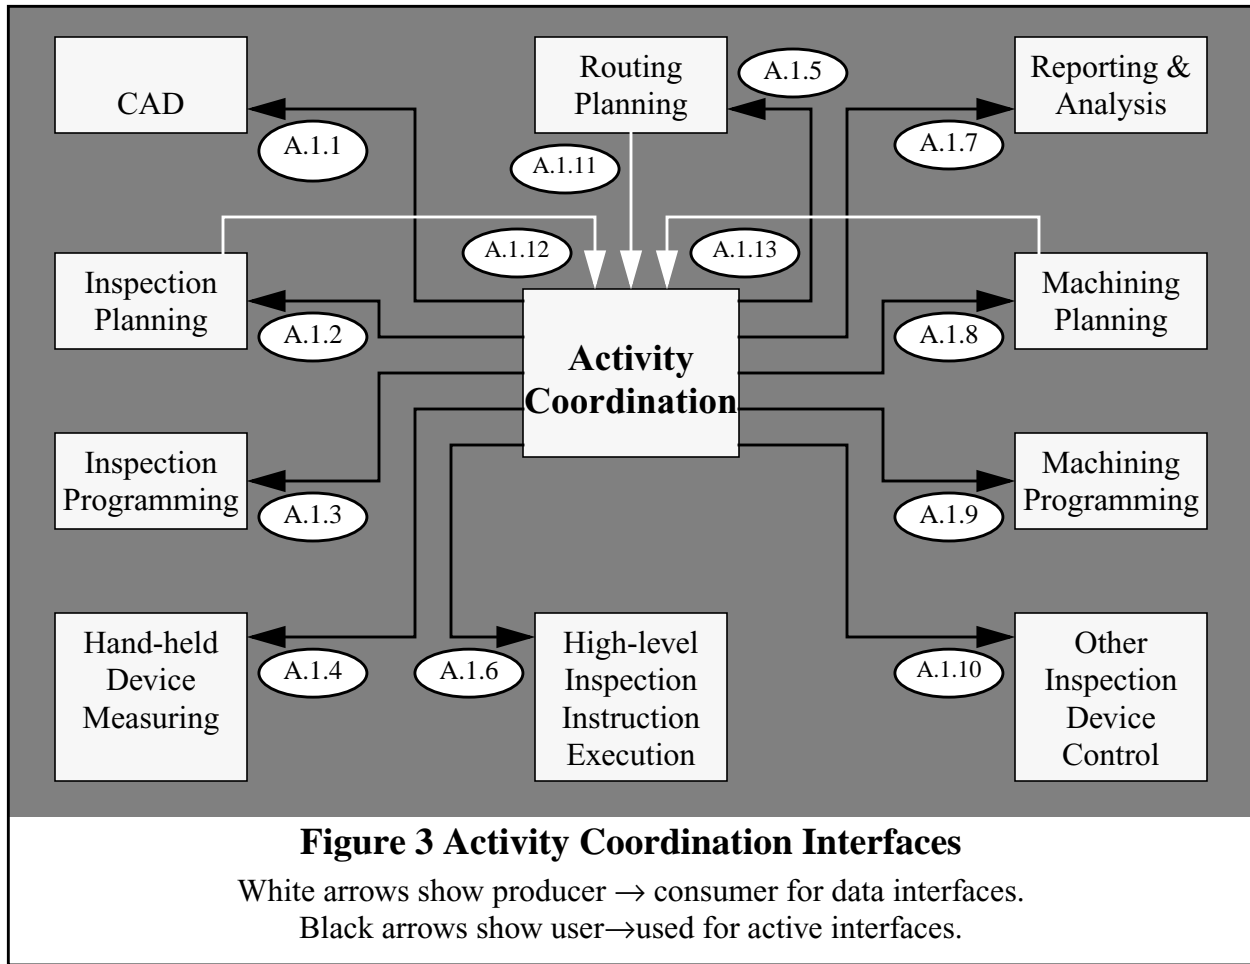 CAD
A.1.1
Routing
Planning
A.1.5
A.1.11
Reporting &
Analysis
A.1.7
A.1.12
A.1.13
Inspection
Planning
A.1.2
Activity
Coordination
Machining
Planning
A.1.8
Inspection
Programming
A.1.3
Machining
Programming
A.1.9
Hand-held
Device
Measuring
A.1.4
A.1.6
High-level
Inspection
Instruction
Execution
A.1.10
Other
Inspection
Device
Control
Figure 3 Activity Coordination Interfaces
White arrows show producer → consumer for data interfaces.
Black arrows show user→used for active interfaces.